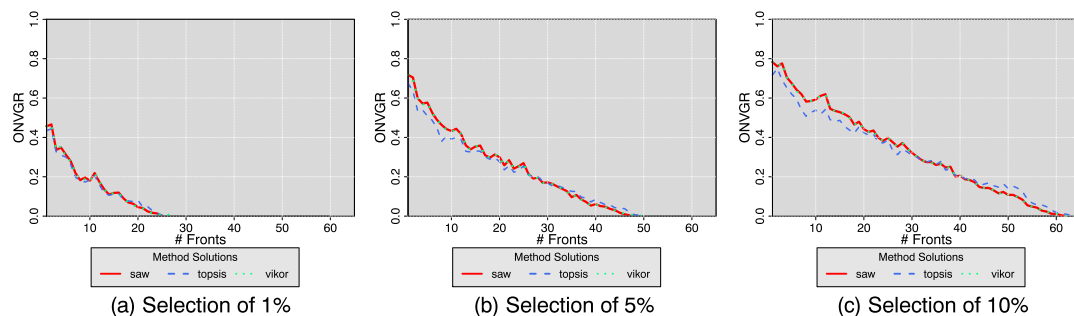 ONVGR
1.0
0.8
0.6
0.4
0.2
0.0
10 20 30 40 50 60
# Fronts
Method Solutions
saw topsis vikor
(a) Selection of 1%
ONVGR
1.0
0.8
0.6
0.4
0.2
0.0
10 20 30 40 50 60
# Fronts
Method Solutions
saw topsis vikor
(b) Selection of 5%
ONVGR
1.0
0.8
0.6
0.4
0.2
0.0
10 20 30 40 50 60
# Fronts
Method Solutions
saw topsis vikor
(c) Selection of 10%